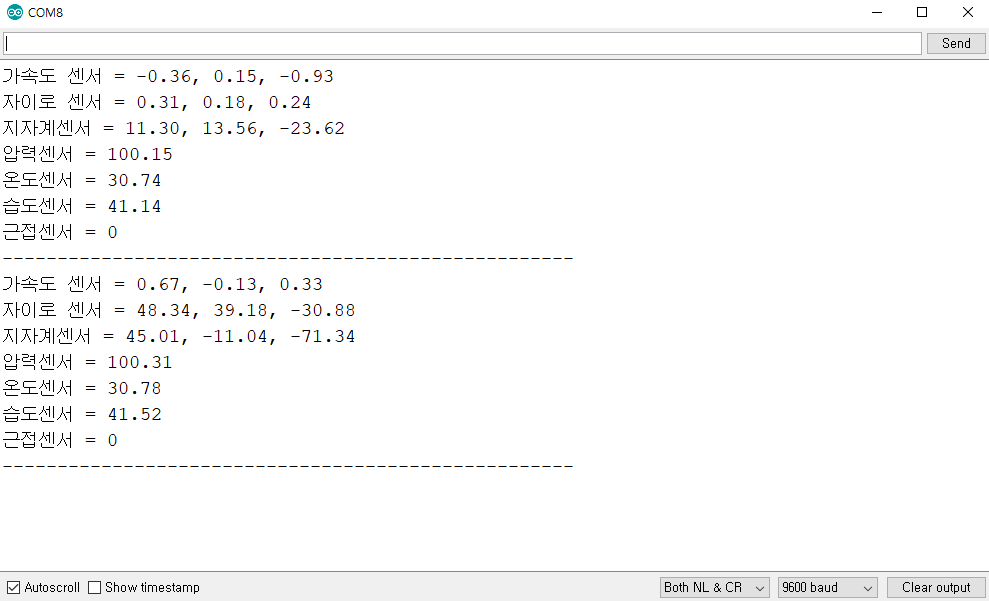 COM8
Send
가속도 센서 = -0.36, 0.15, -0.93
자이로 센서 = 0.31, 0.18, 0.24
지자계센서 = 11.30, 13.56, -23.62
압력센서 = 100.15
온도센서 = 30.74
습도센서 = 41.14
근접센서 = 0
----------------------------------------------------
가속도 센서 = 0.67, -0.13, 0.33
자이로 센서 = 48.34, 39.18, -30.88
지자계센서 = 45.01, -11.04, -71.34
압력센서 = 100.31
온도센서 = 30.78
습도센서 = 41.52
근접센서 = 0
----------------------------------------------------
Autoscroll Show timestamp Both NL & CR 9600 baud Clear output